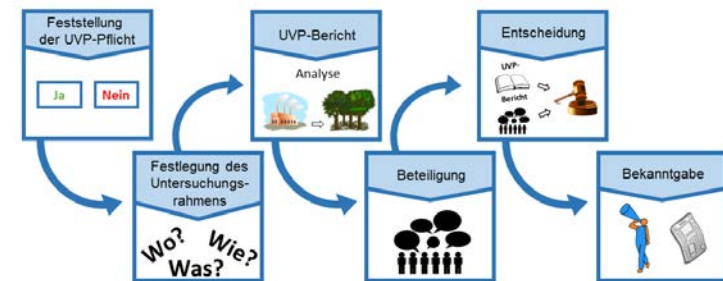 Feststellung
der UVP-Pflicht
Ja
Nein
Festlegung des
Untersuchungs-
rahmens
Wo?
Wie?
Was?
UVP-Bericht
Analyse
Beteiligung
Entscheidung
UVP-
Bericht
Bekanntgabe